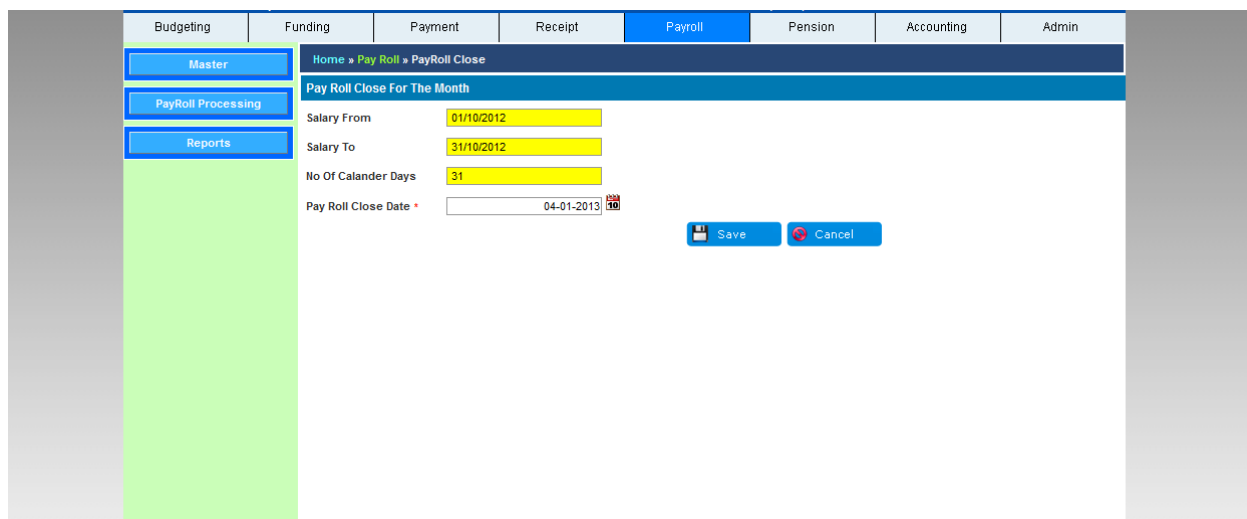 Budgeting Funding Payment Receipt Payroll Pension Accounting Admin
Master
PayRoll Processing
Reports
Home » Pay Roll » PayRoll Close
Pay Roll Close For The Month
Salary From 01/10/2012
Salary To 31/10/2012
No Of Calander Days 31
Pay Roll Close Date * 04-01-2013 10
Save Cancel